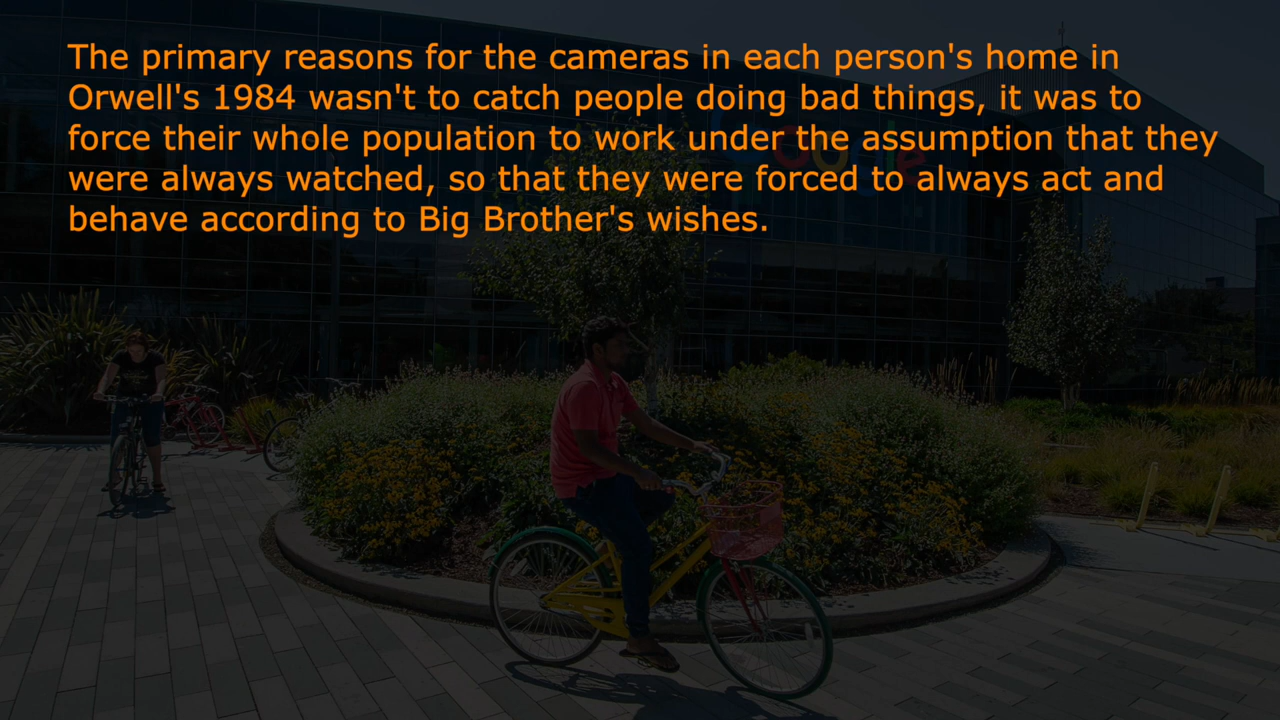 The primary reasons for the cameras in each person's home in
Orwell's 1984 wasn't to catch people doing bad things, it was to
force their whole population to work under the assumption that they
were always watched, so that they were forced to always act and
behave according to Big Brother's wishes.
Google